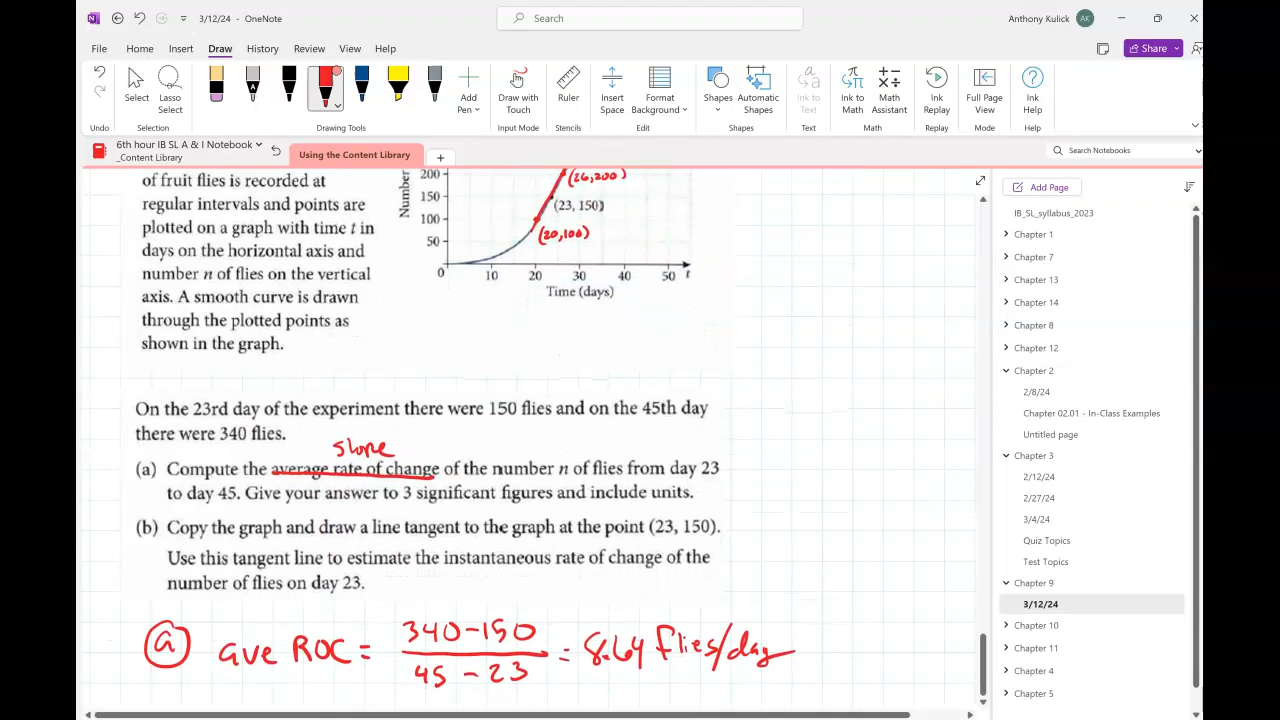 3/12/24 - OneNote
Search
Anthony Kulick
AK
File Home Insert Draw History Review View Help
Share
Select
Lasso Select
Add Pen
Draw with Touch
Ruler
Insert Space
Format Background
Shapes
Automatic Shapes
Ink to Text
Ink to Math
Math Assistant
Ink Replay
Full Page View
Ink Help
Undo
Selection
Drawing Tools
Input Mode
Stencils
Edit
Shapes
Text
Math
Replay
Mode
Help
6th hour IB SL A & I Notebook
_Content Library
Using the Content Library
Search Notebooks
Add Page
IB_SL_syllabus_2023
Chapter 1
Chapter 7
Chapter 13
Chapter 14
Chapter 8
Chapter 12
Chapter 2
2/8/24
Chapter 02.01 - In-Class Examples
Untitled page
Chapter 3
2/12/24
2/27/24
3/4/24
Quiz Topics
Test Topics
Chapter 9
3/12/24
Chapter 10
Chapter 11
Chapter 4
Chapter 5
of fruit flies is recorded at
regular intervals and points are
plotted on a graph with time t in
days on the horizontal axis and
number n of flies on the vertical
axis. A smooth curve is drawn
through the plotted points as
shown in the graph.
Number
200
150
100
50
0 10 20 30 40 50 t
Time (days)
(26,200)
(23, 150)
(20,100)
On the 23rd day of the experiment there were 150 flies and on the 45th day
there were 340 flies.
slope
(a) Compute the average rate of change of the number n of flies from day 23
to day 45. Give your answer to 3 significant figures and include units.
(b) Copy the graph and draw a line tangent to the graph at the point (23, 150).
Use this tangent line to estimate the instantaneous rate of change of the
number of flies on day 23.
(a) ave ROC = 340-150 / 45-23 = 8.64 flies/day